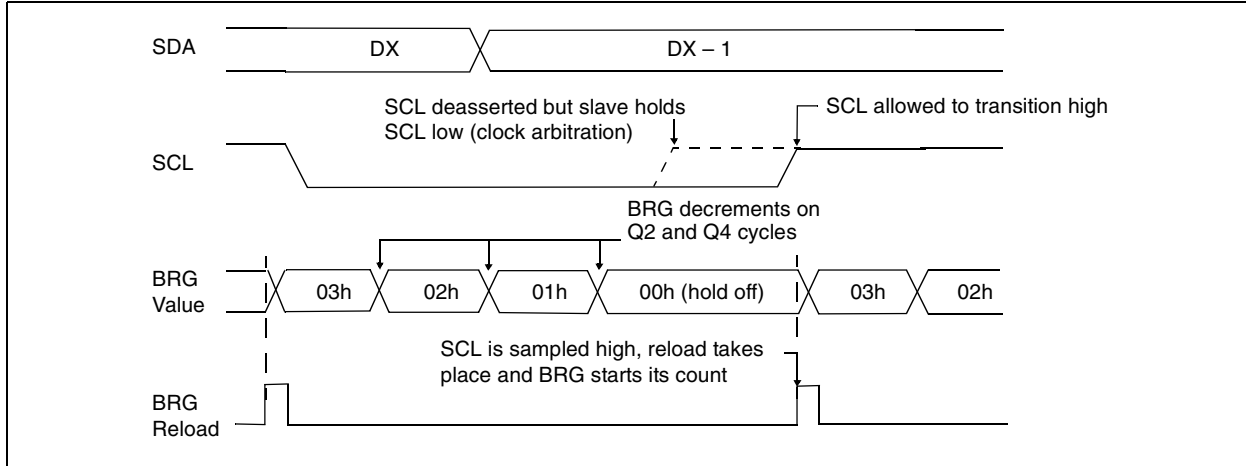 SDA
DX
DX – 1
SCL deasserted but slave holds
SCL low (clock arbitration)
SCL allowed to transition high
SCL
BRG decrements on
Q2 and Q4 cycles
BRG
Value
03h
02h
01h
00h (hold off)
03h
02h
SCL is sampled high, reload takes
place and BRG starts its count
BRG
Reload